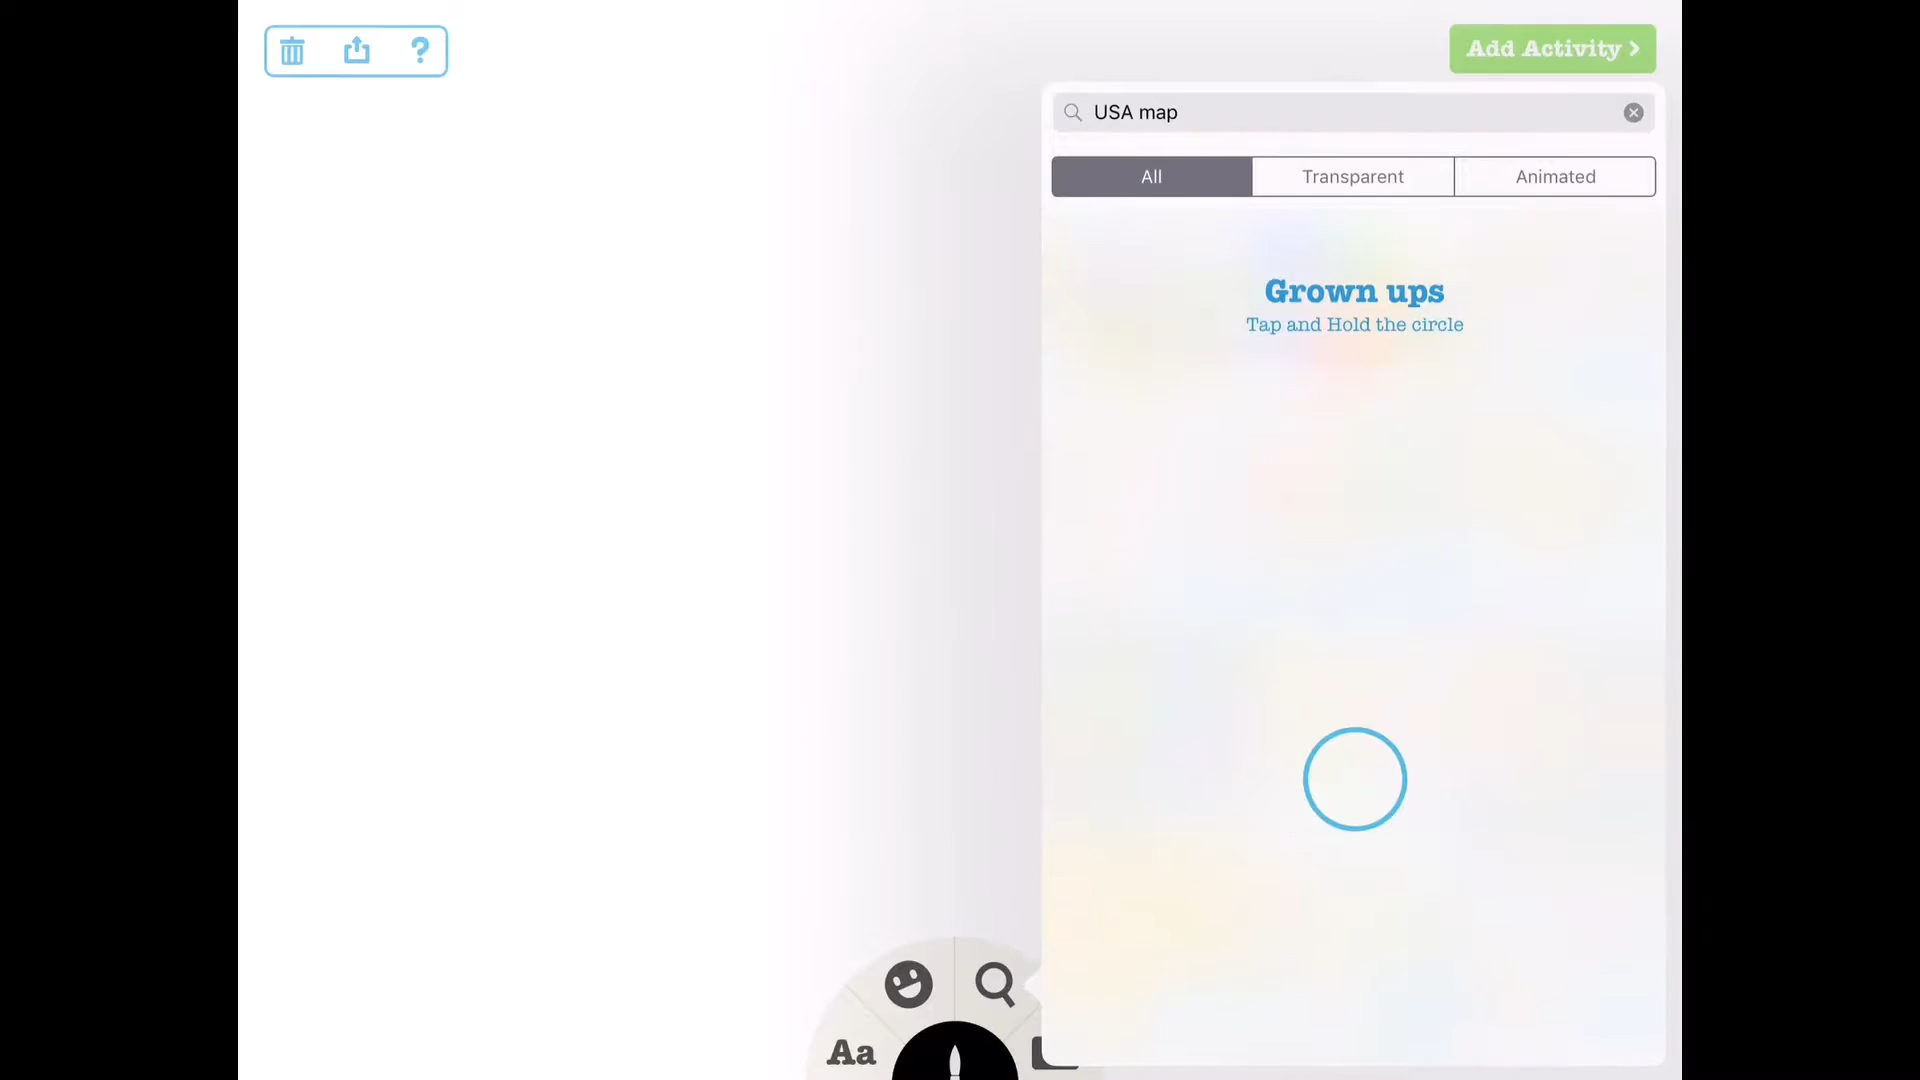 ?
Add Activity
USA map
All
Transparent
Animated
Grown ups
Tap and Hold the circle
Aa